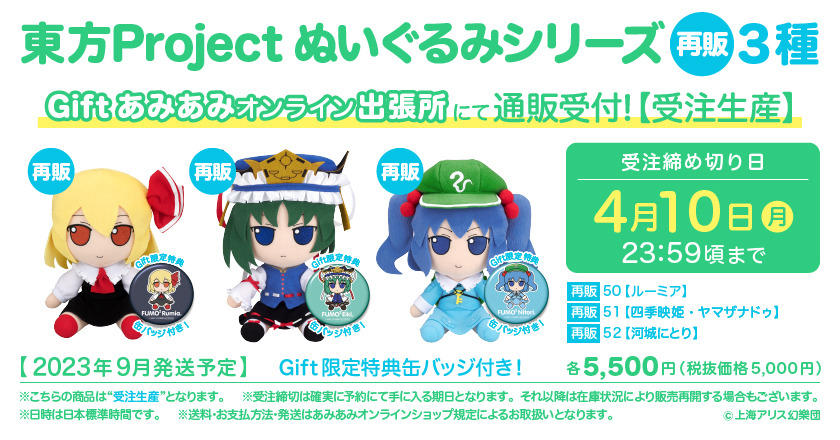 東方Project ぬいぐるみシリーズ 再販 3種
Gift あみあみオンライン出張所 にて 通販受付!【受注生産】
再販
再販
再販
Gift限定特典
FUMO² Rumia.
缶バッジ付き!
Gift限定特典
FUMO² Eiki.
缶バッジ付き!
Gift限定特典
FUMO² Nitori.
缶バッジ付き!
受注締め切り日
4月10日(月)
23:59頃まで
再販 50【ルーミア】
再販 51【四季映姫・ヤマザナドゥ】
再販 52【河城にとり】
【2023年9月発送予定】 Gift限定特典缶バッジ付き! 各5,500円(税抜価格5,000円)
※こちらの商品は“受注生産”となります。 ※受注締切は確実に予約にて手に入る期日となります。それ以降は在庫状況により販売再開する場合もございます。
※日時は日本標準時間です。 ※送料・お支払方法・発送はあみあみオンラインショップ規定によるお取扱いとなります。 ©上海アリス幻樂団